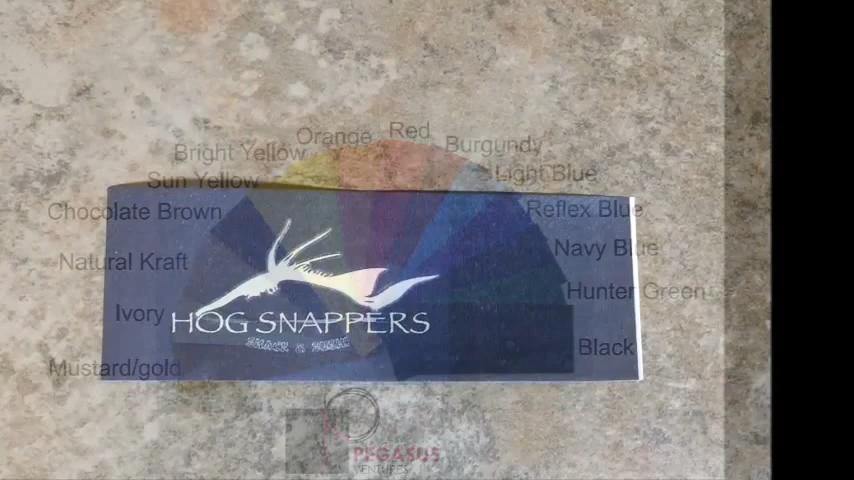 Orange
Red
Bright Yellow
Burgundy
Sun Yellow
Light Blue
Chocolate Brown
Reflex Blue
Natural Kraft
Navy Blue
Ivory
Hunter Green
HOG SNAPPERS
Mustard/gold
Black
PEGASUS
VENTURES